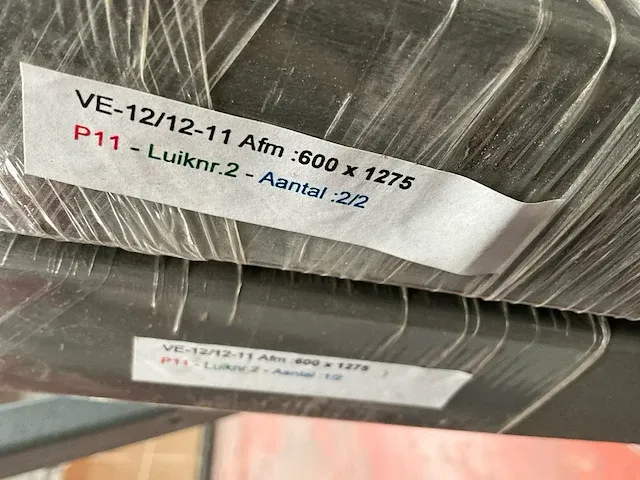 VE-12/12-11 Afm :600 x 1275
P11 - Luiknr.2 - Aantal :2/2
VE-12/12-11 Afm :600 x 1275
P11 - Luiknr.2 - Aantal :1/2